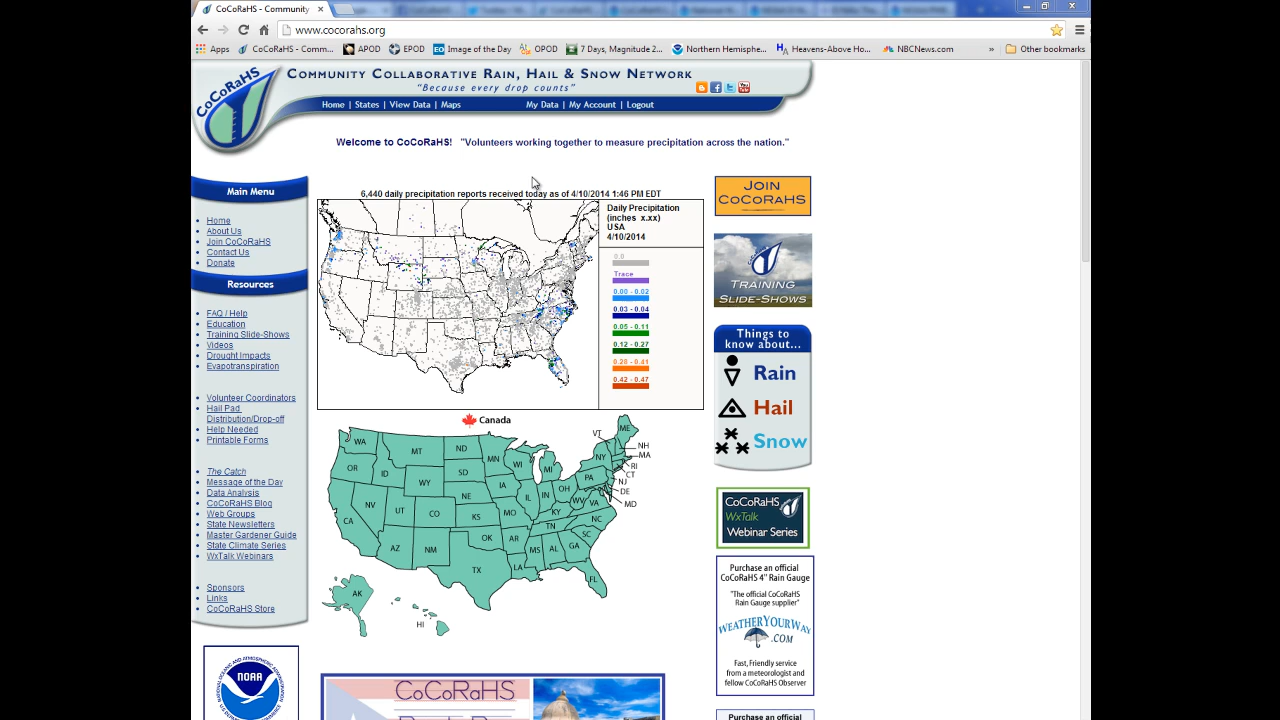 CoCoRaHS - Community
www.cocorahs.org
Apps
CoCoRaHS - Comm...
APOD
EPOD
Image of the Day
OPOD
7 Days, Magnitude 2...
Northern Hemisphe...
Heavens-Above Ho...
NBCNews.com
»
Other bookmarks
CoCoRaHS
COMMUNITY COLLABORATIVE RAIN, HAIL & SNOW NETWORK
"Because every drop counts"
Home | States | View Data | Maps
My Data | My Account | Logout
Welcome to CoCoRaHS! "Volunteers working together to measure precipitation across the nation."
Main Menu
Home
About Us
Join CoCoRaHS
Contact Us
Donate
Resources
FAQ / Help
Education
Training Slide-Shows
Videos
Drought Impacts
Evapotranspiration
Volunteer Coordinators
Hail Pad
Distribution/Drop-off
Help Needed
Printable Forms
The Catch
Message of the Day
Data Analysis
CoCoRaHS Blog
Web Groups
State Newsletters
Master Gardener Guide
State Climate Series
WxTalk Webinars
Sponsors
Links
CoCoRaHS Store
NOAA
6,440 daily precipitation reports received today as of 4/10/2014 1:46 PM EDT
Daily Precipitation
(inches x.xx)
USA
4/10/2014
0.0
Trace
0.00 - 0.02
0.03 - 0.04
0.05 - 0.11
0.12 - 0.27
0.28 - 0.41
0.42 - 0.47
Canada
WA
OR
CA
ID
NV
MT
WY
UT
AZ
CO
NM
ND
SD
NE
KS
OK
TX
MN
IA
MO
AR
LA
WI
IL
MI
IN
OH
KY
TN
MS
AL
GA
FL
SC
NC
VA
WV
PA
NY
VT
ME
NH
MA
RI
CT
NJ
DE
MD
AK
HI
CoCoRaHS
JOIN
COCORAHS
TRAINING
SLIDE-SHOWS
Things to
know about...
Rain
Hail
Snow
CoCoRaHS
WxTalk
Webinar Series
Purchase an official
CoCoRaHS 4" Rain Gauge
"The official CoCoRaHS
Rain Gauge supplier"
WEATHERYOURWAY
.COM
Fast, Friendly service
from a meteorologist and
fellow CoCoRaHS Observer
Purchase an official